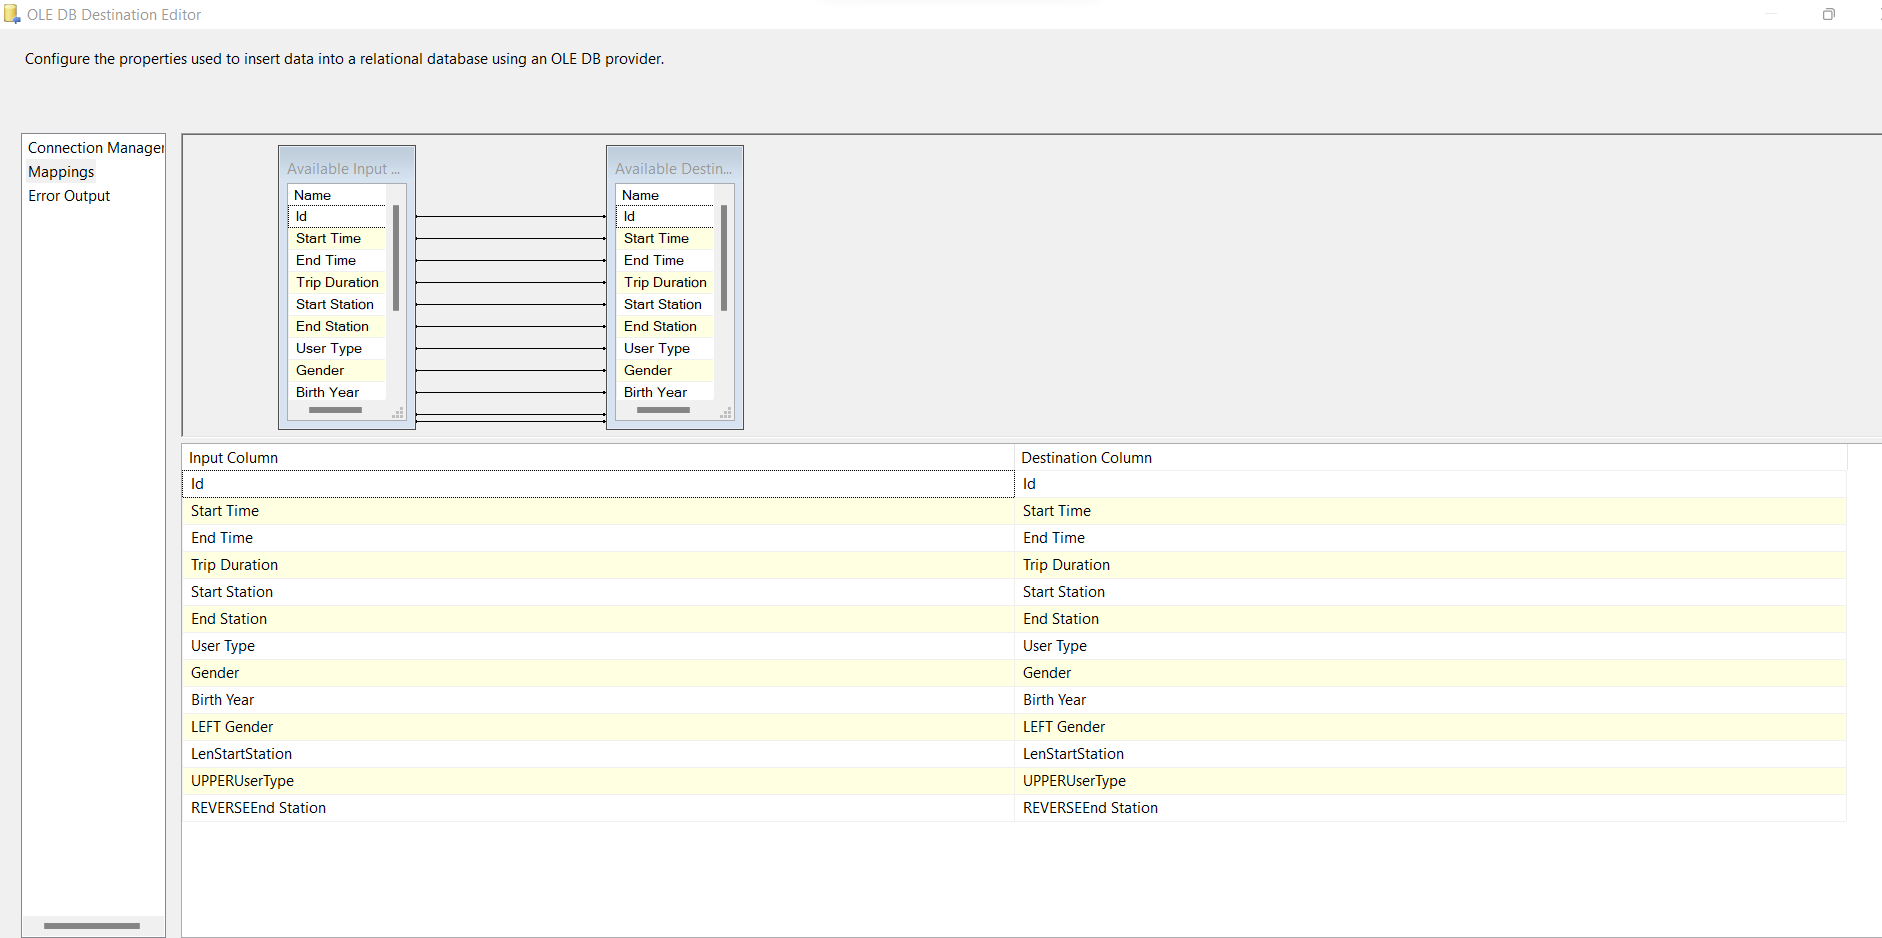 OLE DB Destination Editor
Configure the properties used to insert data into a relational database using an OLE DB provider.
Connection Manager
Mappings
Error Output
Available Input ...
Name
Id
Start Time
End Time
Trip Duration
Start Station
End Station
User Type
Gender
Birth Year
Available Destin...
Name
Id
Start Time
End Time
Trip Duration
Start Station
End Station
User Type
Gender
Birth Year
Input Column Destination Column
Id Id
Start Time Start Time
End Time End Time
Trip Duration Trip Duration
Start Station Start Station
End Station End Station
User Type User Type
Gender Gender
Birth Year Birth Year
LEFT Gender LEFT Gender
LenStartStation LenStartStation
UPPERUserType UPPERUserType
REVERSEEnd Station REVERSEEnd Station